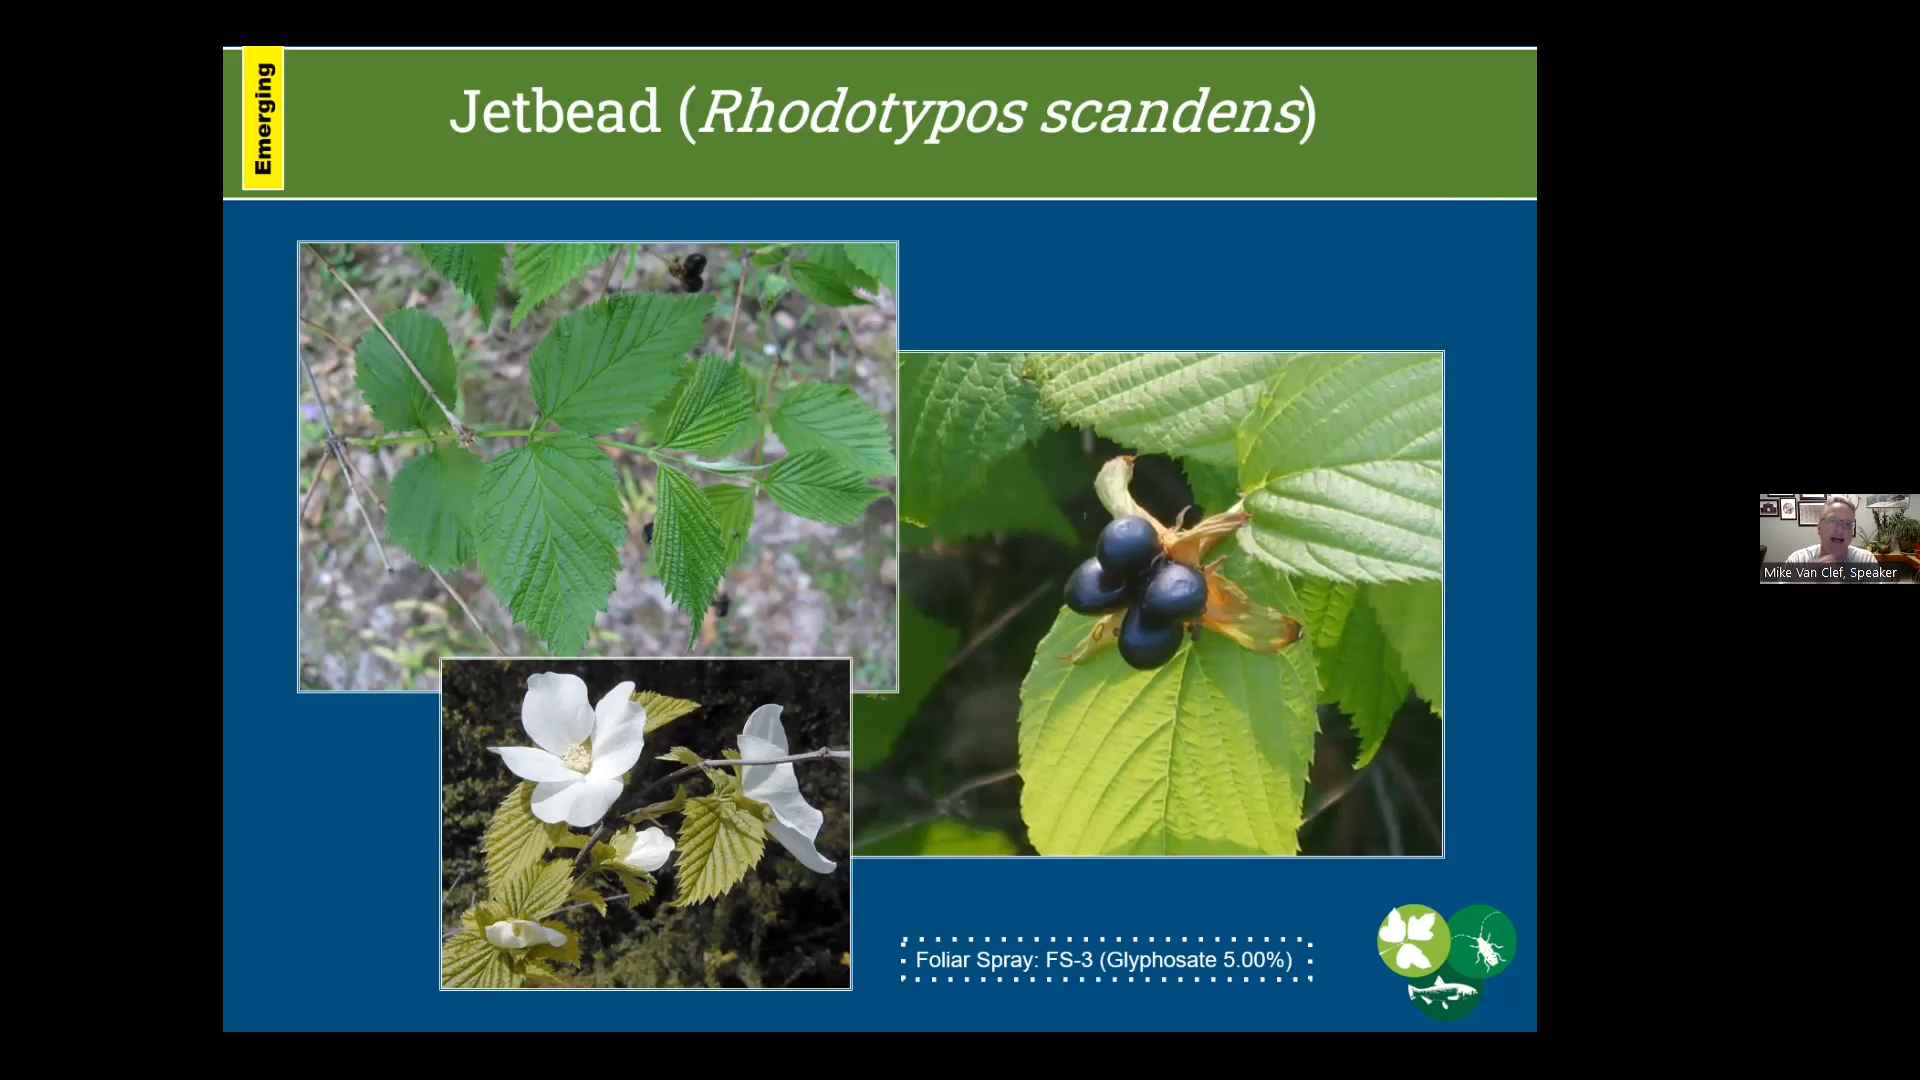 Emerging
Jetbead (Rhodotypos scandens)
Mike Van Clef, Speaker
Foliar Spray: FS-3 (Glyphosate 5.00%)